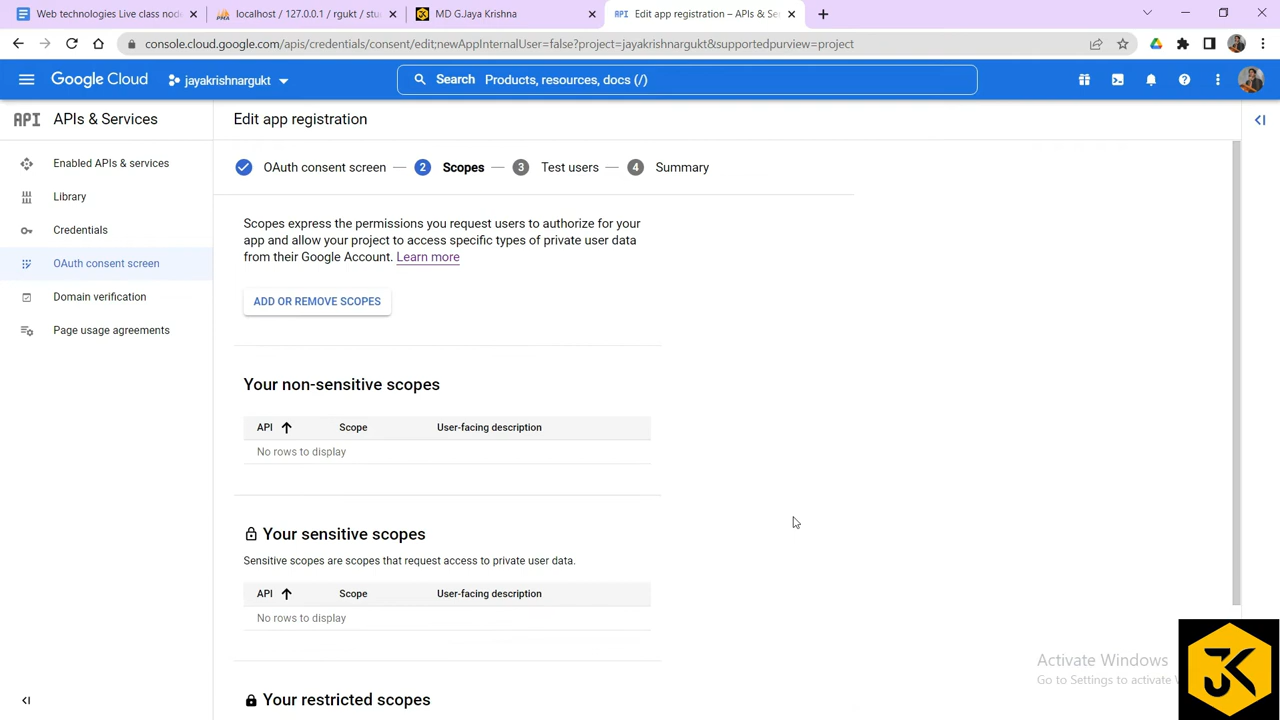 Web technologies Live class node
localhost / 127.0.0.1 / rgukt / stu
MD G.Jaya Krishna
Edit app registration – APIs & Se
console.cloud.google.com/apis/credentials/consent/edit;newAppInternalUser=false?project=jayakrishnargukt&supportedpurview=project
Google Cloud
jayakrishnargukt
Search Products, resources, docs (/)
API APIs & Services
Edit app registration
Enabled APIs & services
Library
Credentials
OAuth consent screen
Domain verification
Page usage agreements
OAuth consent screen — 2 Scopes — 3 Test users — 4 Summary
Scopes express the permissions you request users to authorize for your
app and allow your project to access specific types of private user data
from their Google Account. Learn more
ADD OR REMOVE SCOPES
Your non-sensitive scopes
API Scope User-facing description
No rows to display
Your sensitive scopes
Sensitive scopes are scopes that request access to private user data.
API Scope User-facing description
No rows to display
Your restricted scopes
Activate Windows
Go to Settings to activate
JK